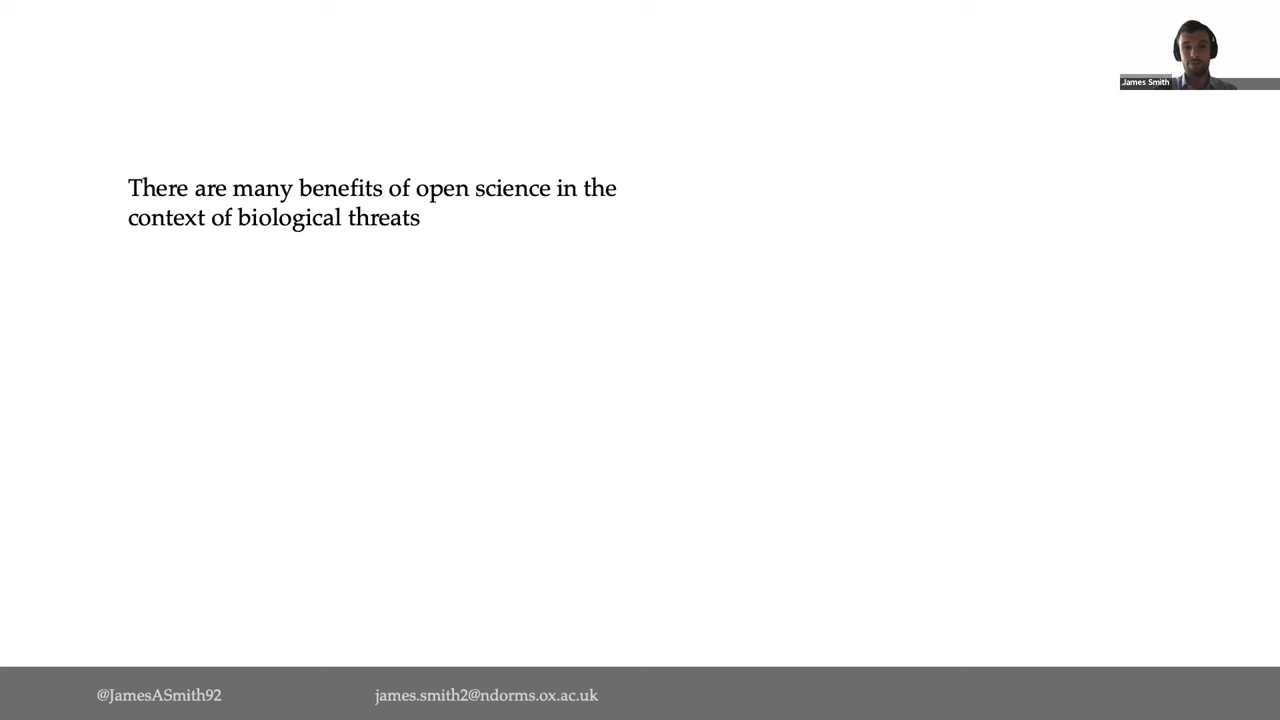 James Smith
There are many benefits of open science in the
context of biological threats
@JamesASmith92
james.smith2@ndorms.ox.ac.uk